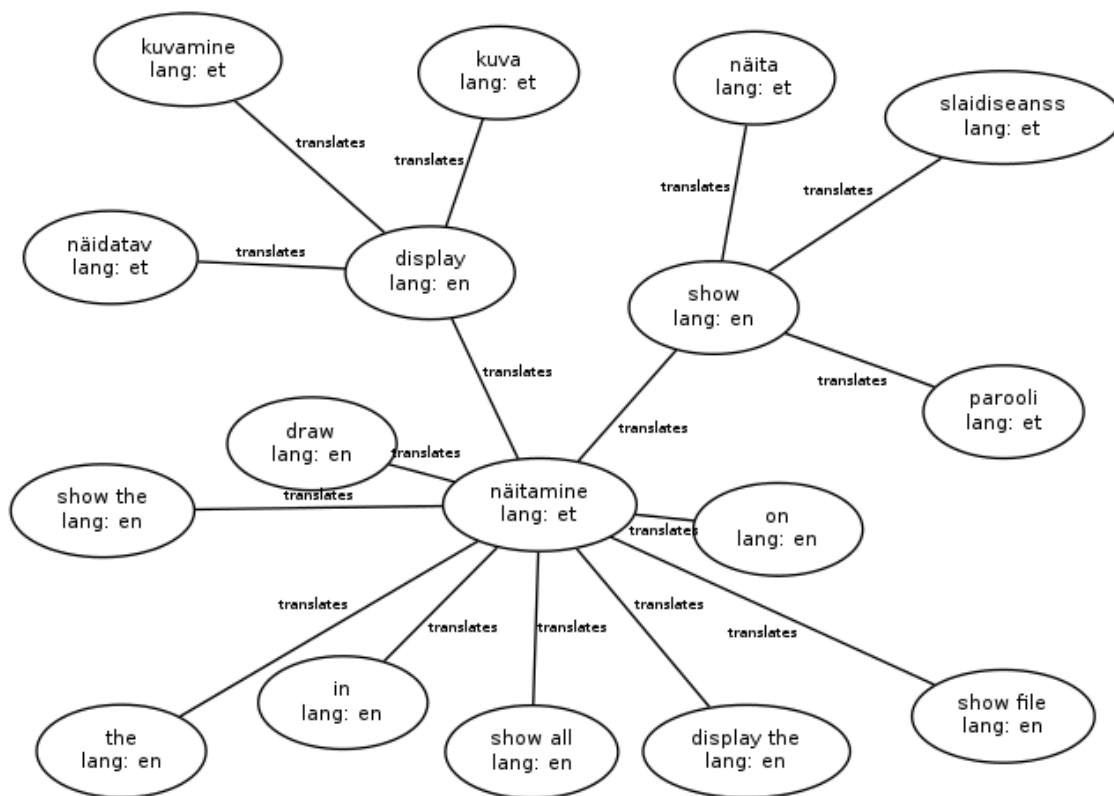 kuvamine
lang: et
kuva
lang: et
näita
lang: et
slaidiseanss
lang: et
translates
translates
translates
translates
näidatav
lang: et
translates
display
lang: en
show
lang: en
translates
translates
parooli
lang: et
draw
lang: en
translates
translates
show the
lang: en
translates
näitamine
lang: et
on
lang: en
translates
translates
translates
translates
translates
translates
the
lang: en
in
lang: en
show all
lang: en
display the
lang: en
show file
lang: en